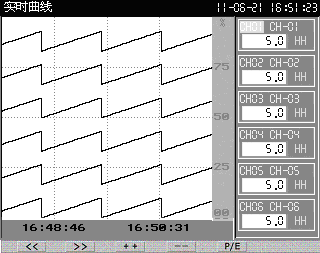 实时曲线 11-06-21 16:51:23
%
75
50
25
00
CH01 CH-01
5.0 HH
CH02 CH-02
5.0 HH
CH03 CH-03
5.0 HH
CH04 CH-04
5.0 HH
CH05 CH-05
5.0 HH
CH06 CH-06
5.0 HH
16:48:46 16:50:31
<< >> ++ -- P/E